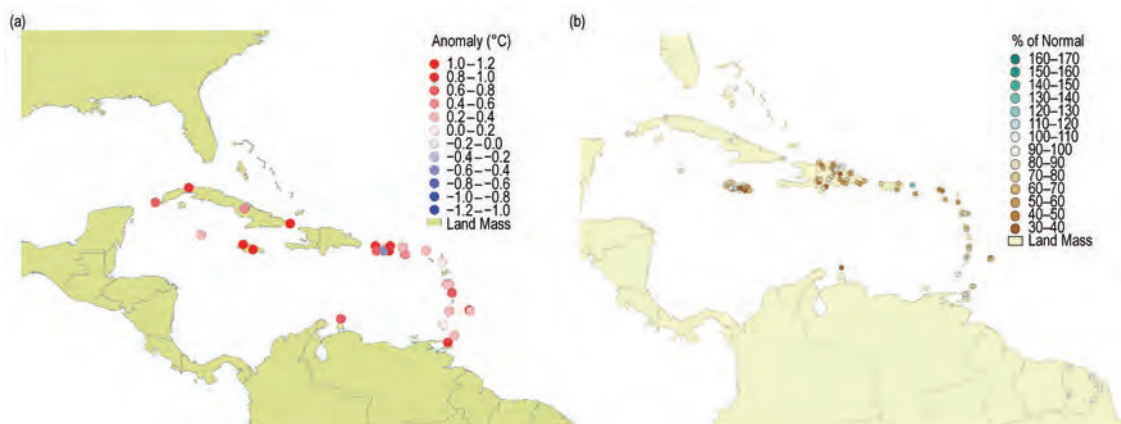 (a)
Anomaly (°C)
1.0 – 1.2
0.8 – 1.0
0.6 – 0.8
0.4 – 0.6
0.2 – 0.4
0.0 – 0.2
−0.2 – 0.0
−0.4 – −0.2
−0.6 – −0.4
−0.8 – −0.6
−1.0 – −0.8
−1.2 – −1.0
Land Mass
(b)
% of Normal
160–170
150–160
140–150
130–140
120–130
110–120
100–110
90–100
80–90
70–80
60–70
50–60
40–50
30–40
Land Mass